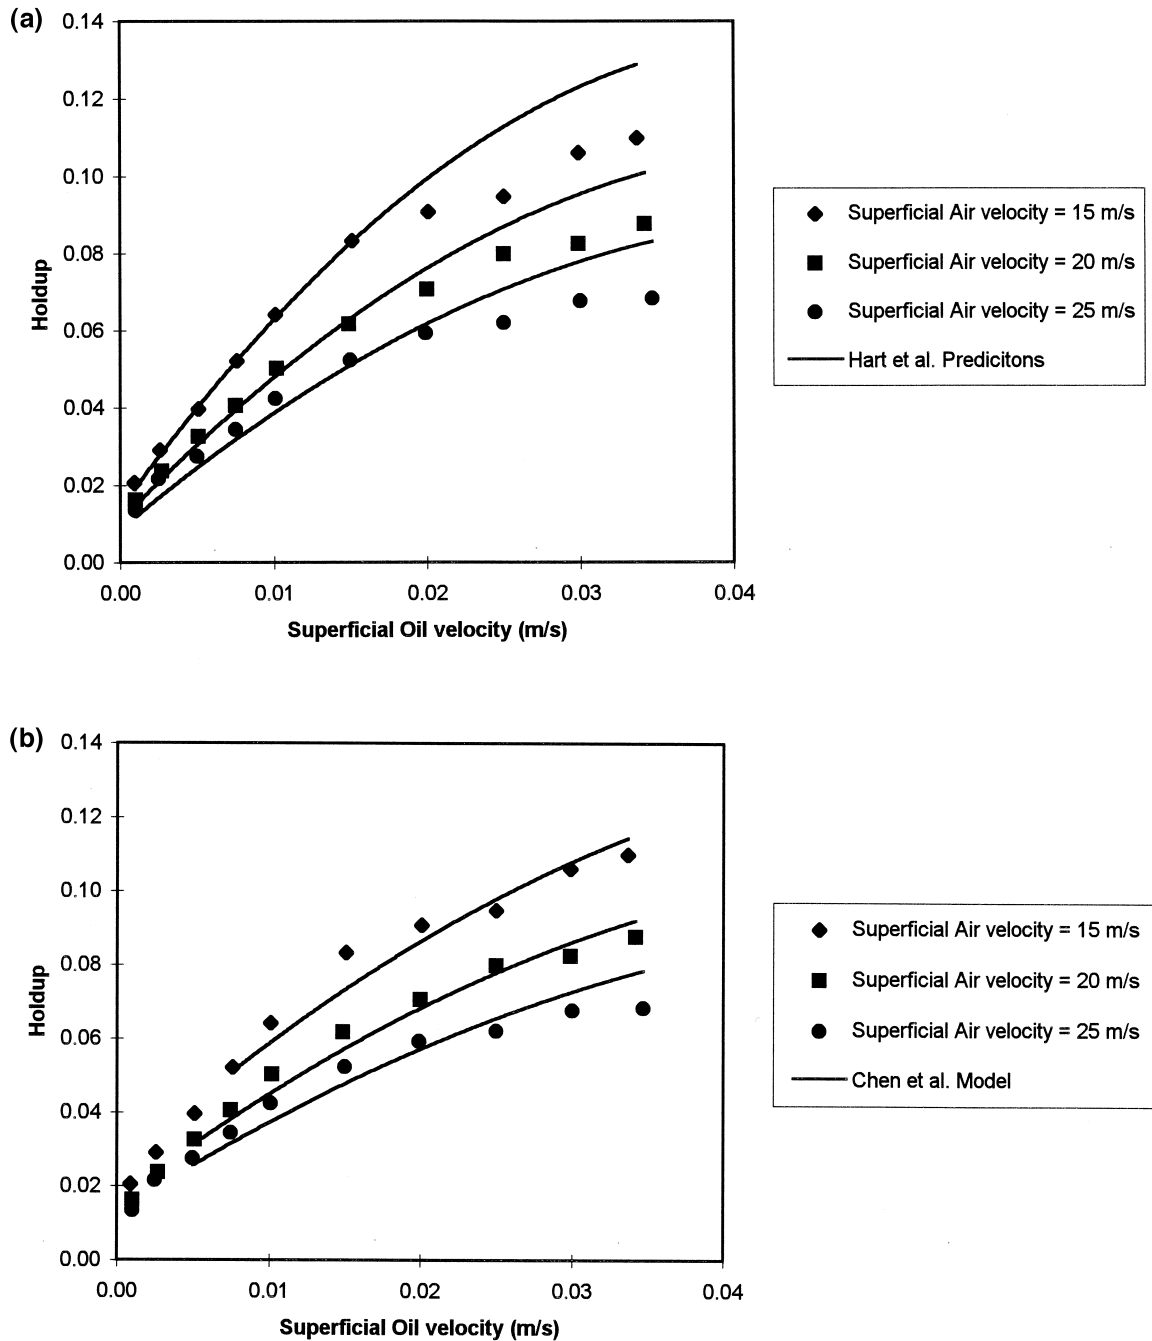 (a)
0.14
0.12
0.10
0.08
0.06
0.04
0.02
0.00
Holdup
0.00 0.01 0.02 0.03 0.04
Superficial Oil velocity (m/s)
Superficial Air velocity = 15 m/s
Superficial Air velocity = 20 m/s
Superficial Air velocity = 25 m/s
Hart et al. Predicitons
(b)
0.14
0.12
0.10
0.08
0.06
0.04
0.02
0.00
Holdup
0.00 0.01 0.02 0.03 0.04
Superficial Oil velocity (m/s)
Superficial Air velocity = 15 m/s
Superficial Air velocity = 20 m/s
Superficial Air velocity = 25 m/s
Chen et al. Model